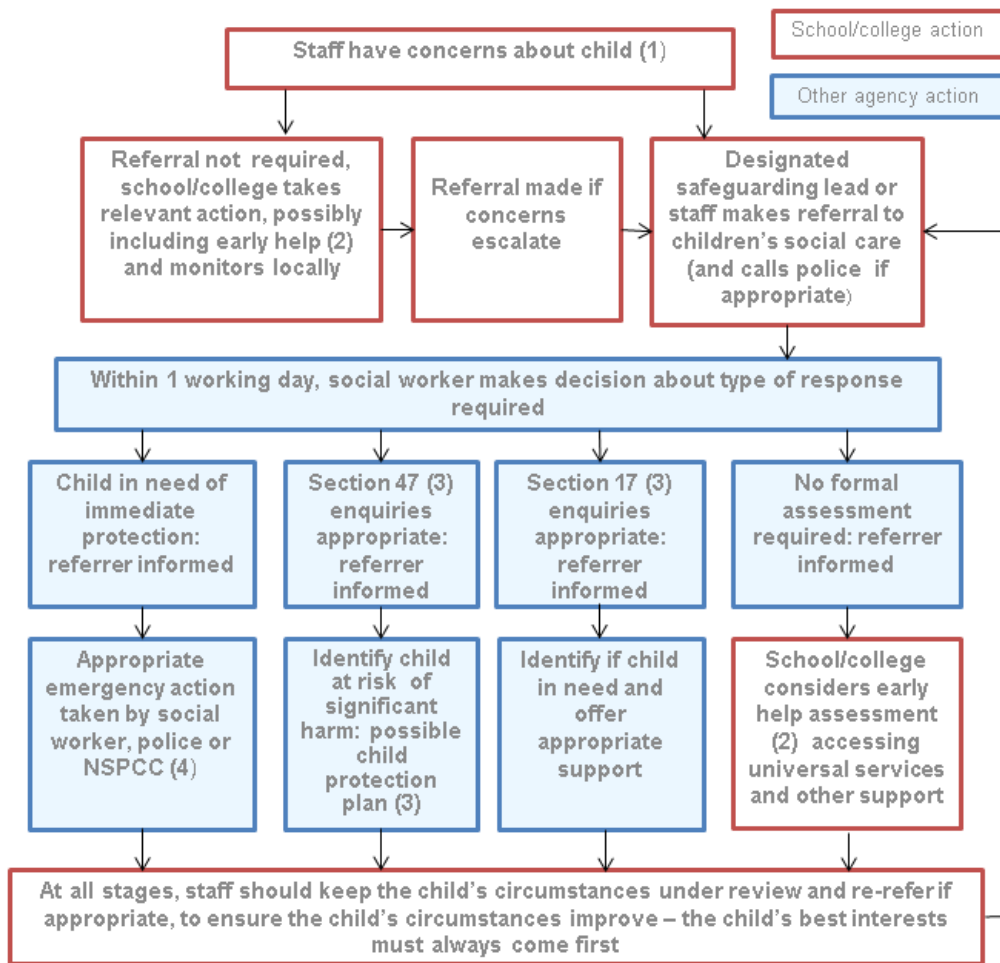 School/college action
Other agency action
Staff have concerns about child (1)
Referral not required,
school/college takes
relevant action, possibly
including early help (2)
and monitors locally
Referral made if
concerns
escalate
Designated
safeguarding lead or
staff makes referral to
children's social care
(and calls police if
appropriate)
Within 1 working day, social worker makes decision about type of response
required
Child in need of
immediate
protection:
referrer informed
Section 47 (3)
enquiries
appropriate:
referrer
informed
Section 17 (3)
enquiries
appropriate:
referrer
informed
No formal
assessment
required: referrer
informed
Appropriate
emergency action
taken by social
worker, police or
NSPCC (4)
Identify child
at risk of
significant
harm: possible
child
protection
plan (3)
Identify if child
in need and
offer
appropriate
support
School/college
considers early
help assessment
(2) accessing
universal services
and other support
At all stages, staff should keep the child's circumstances under review and re-refer if
appropriate, to ensure the child's circumstances improve – the child's best interests
must always come first